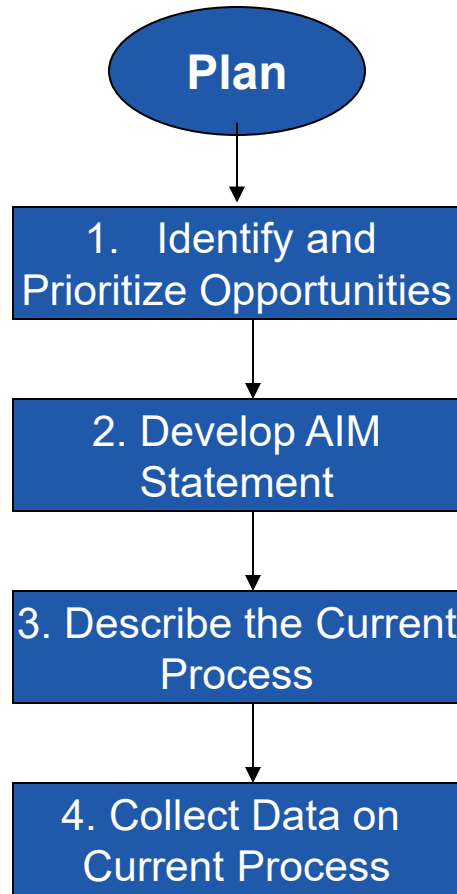 Plan
1. Identify and
Prioritize Opportunities
2. Develop AIM
Statement
3. Describe the Current
Process
4. Collect Data on
Current Process